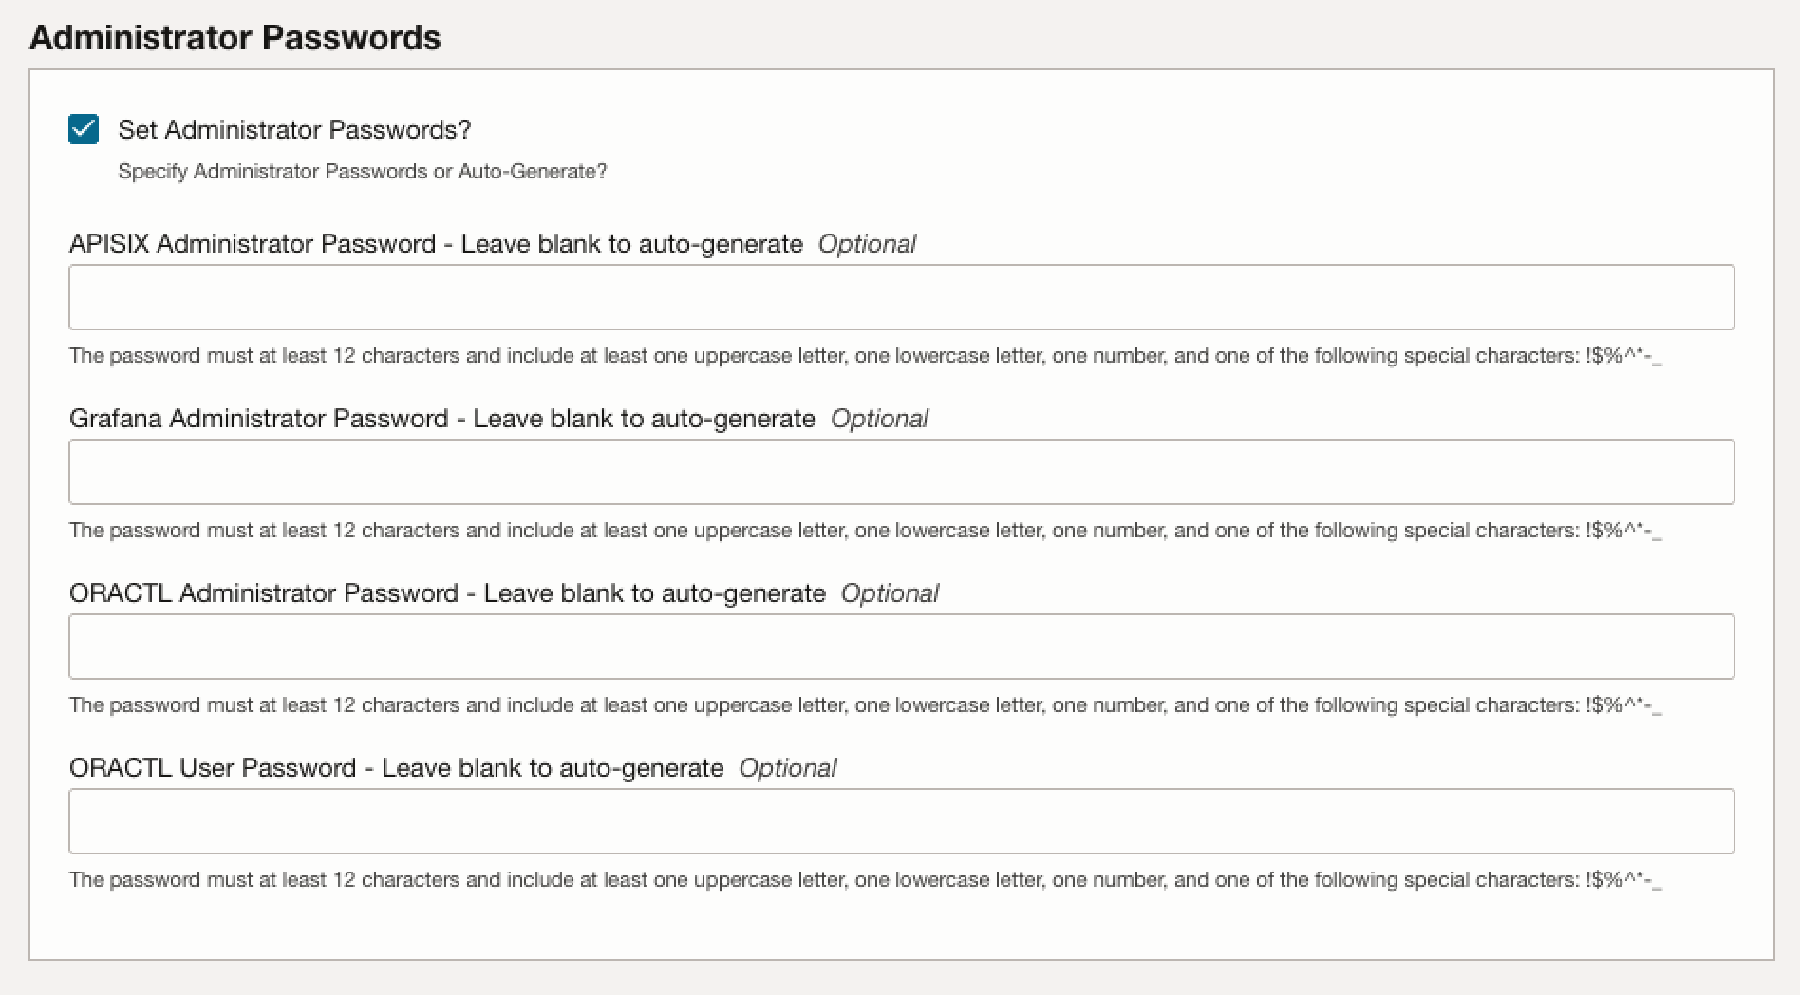 Administrator Passwords
Set Administrator Passwords?
Specify Administrator Passwords or Auto-Generate?
APISIX Administrator Password - Leave blank to auto-generate Optional
The password must at least 12 characters and include at least one uppercase letter, one lowercase letter, one number, and one of the following special characters: !$%^*-_
Grafana Administrator Password - Leave blank to auto-generate Optional
The password must at least 12 characters and include at least one uppercase letter, one lowercase letter, one number, and one of the following special characters: !$%^*-_
ORACTL Administrator Password - Leave blank to auto-generate Optional
The password must at least 12 characters and include at least one uppercase letter, one lowercase letter, one number, and one of the following special characters: !$%^*-_
ORACTL User Password - Leave blank to auto-generate Optional
The password must at least 12 characters and include at least one uppercase letter, one lowercase letter, one number, and one of the following special characters: !$%^*-_